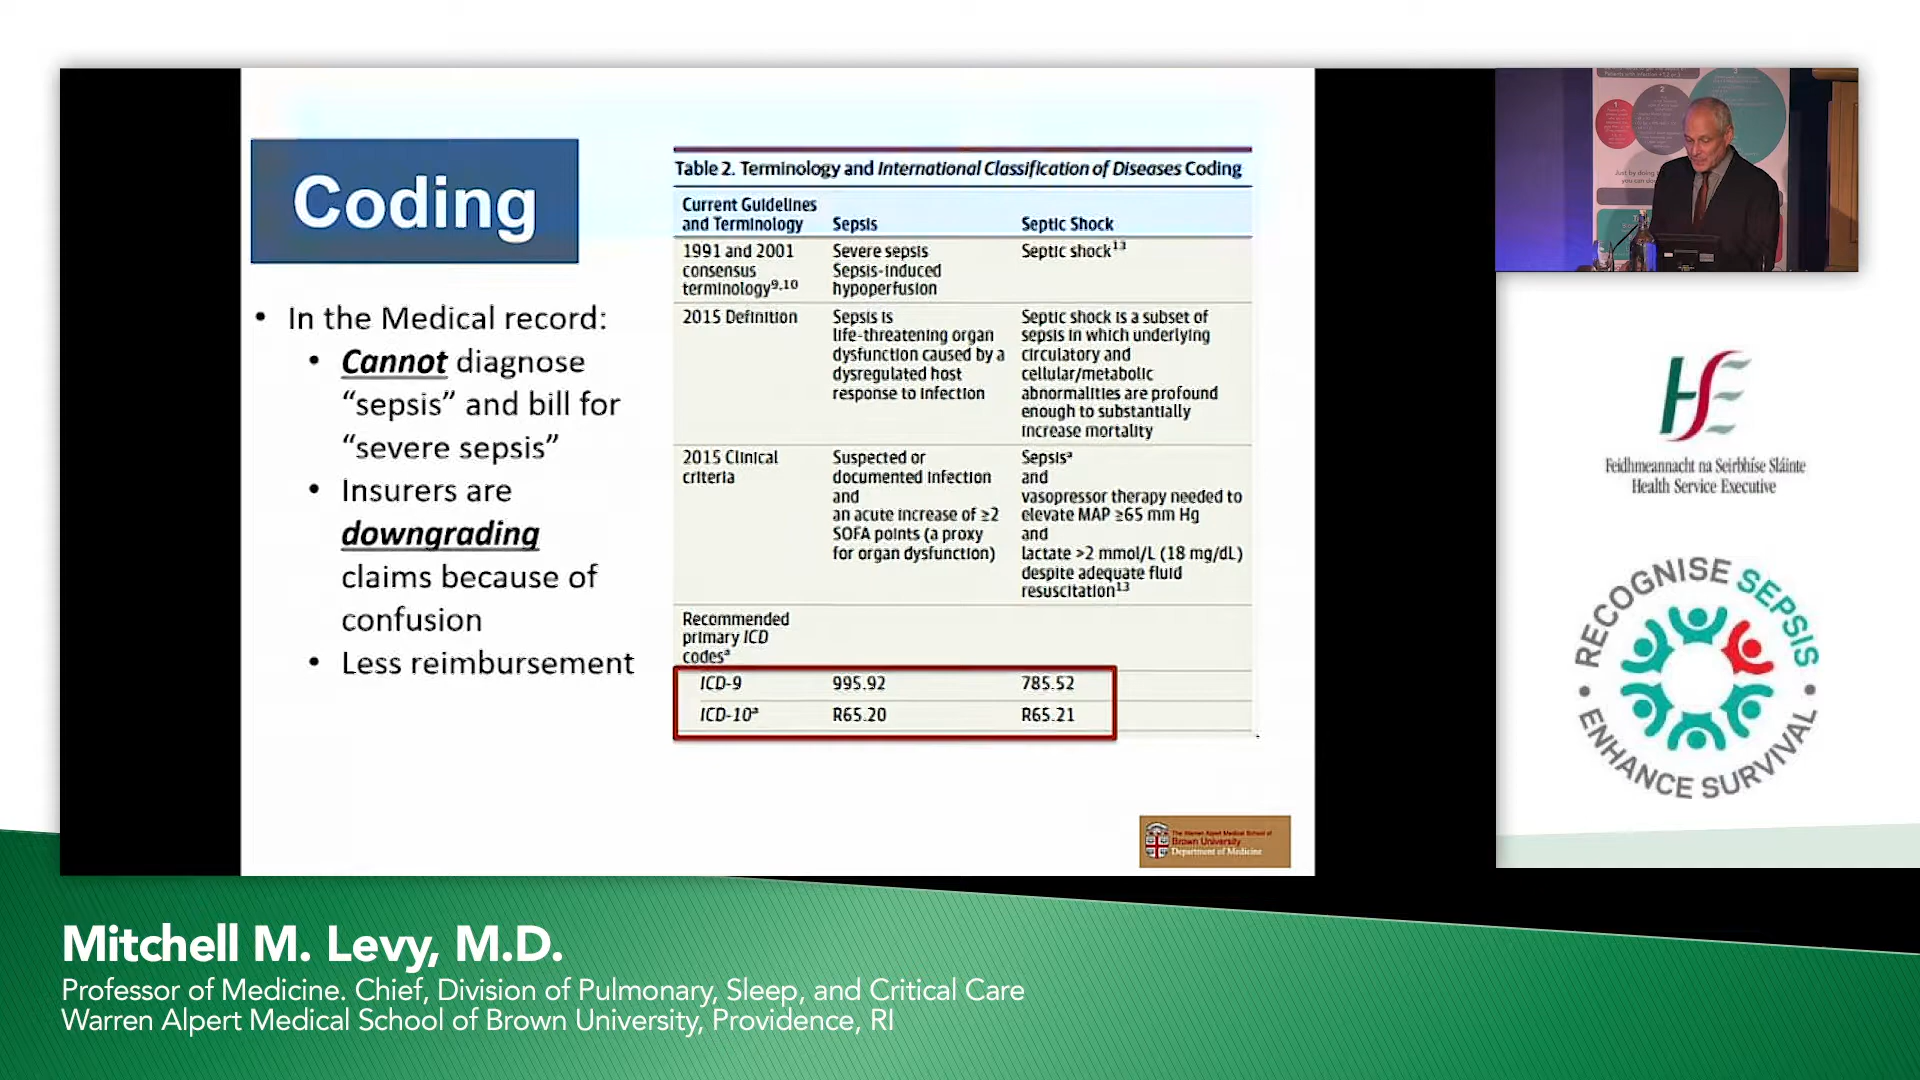 Coding
• In the Medical record:
• Cannot diagnose
“sepsis” and bill for
“severe sepsis”
• Insurers are
downgrading
claims because of
confusion
• Less reimbursement
Table 2. Terminology and International Classification of Diseases Coding
Current Guidelines
and Terminology Sepsis Septic Shock
1991 and 2001
consensus
terminology9,10
Severe sepsis
Sepsis-induced
hypoperfusion
Septic shock13
2015 Definition
Sepsis is
life-threatening organ
dysfunction caused by a
dysregulated host
response to infection
Septic shock is a subset of
sepsis in which underlying
circulatory and
cellular/metabolic
abnormalities are profound
enough to substantially
increase mortality
2015 Clinical
criteria
Suspected or
documented infection
and
an acute increase of ≥2
SOFA points (a proxy
for organ dysfunction)
Sepsisa
and
vasopressor therapy needed to
elevate MAP ≥65 mm Hg
and
lactate >2 mmol/L (18 mg/dL)
despite adequate fluid
resuscitation13
Recommended
primary ICD
codesa
ICD-9 995.92 785.52
ICD-10a R65.20 R65.21
The Warren Alpert Medical School of
Brown University
Department of Medicine
1
2
3
Just by doing
you can
Feidhmeannacht na Seirbhíse Sláinte
Health Service Executive
RECOGNISE SEPSIS
• ENHANCE SURVIVAL •
Mitchell M. Levy, M.D.
Professor of Medicine. Chief, Division of Pulmonary, Sleep, and Critical Care
Warren Alpert Medical School of Brown University, Providence, RI